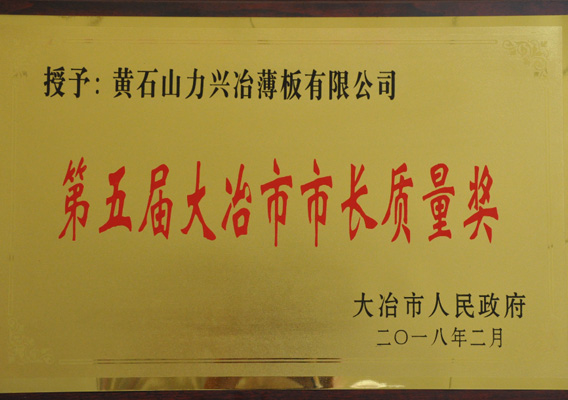 授予：黄石山力兴冶薄板有限公司
第五届大冶市市长质量奖
大冶市人民政府
二〇一八年二月